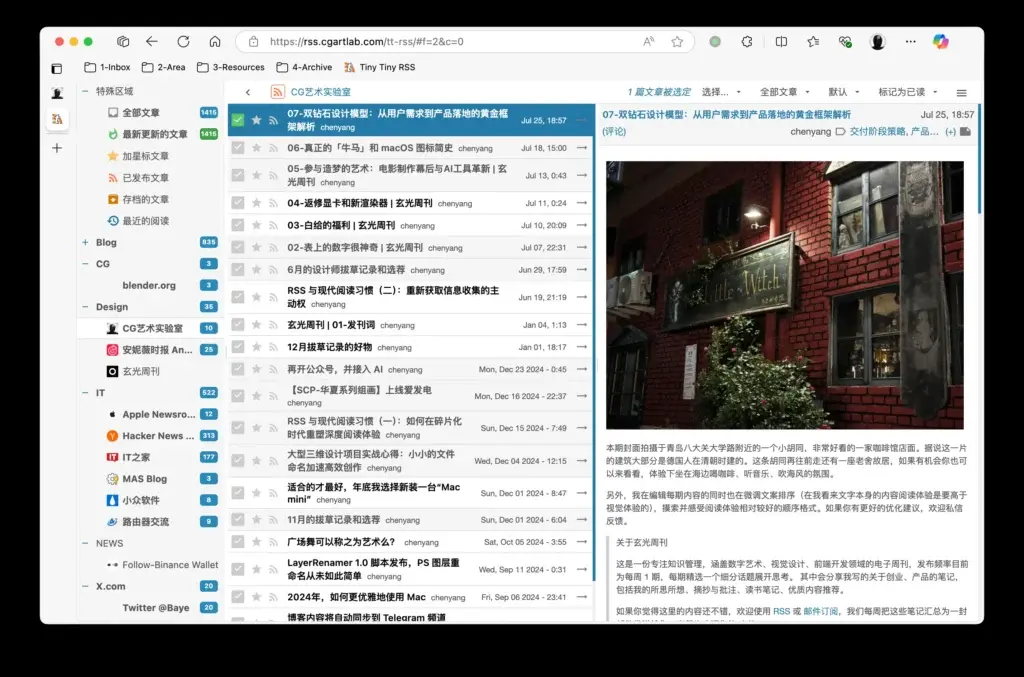 https://rss.cgartlab.com/tt-rss/#f=2&c=0
1-Inbox 2-Area 3-Resources 4-Archive Tiny Tiny RSS
特殊区域
全部文章 1415
最新更新的文章 1415
加星标文章
已发布文章
存档的文章
最近的阅读
Blog 835
CG 3
blender.org 3
Design 35
CG艺术实验室 10
安妮薇时报 An... 25
玄光周刊
IT 522
Apple Newsro... 12
Hacker News ... 313
IT之家 177
MAS Blog 3
小众软件 8
路由器交流 9
NEWS
Follow-Binance Wallet
X.com 20
Twitter @Baye 20
CG艺术实验室
1 篇文章被选定 选择... 全部文章 默认 标记为已读
07-双钻石设计模型：从用户需求到产品落地的黄金框
架解析 chenyang Jul 25, 18:57
06-真正的「牛马」和 macOS 图标简史 chenyang Jul 18, 15:00
05-参与造梦的艺术：电影制作幕后与AI工具革新 | 玄
光周刊 chenyang Jul 13, 0:43
04-返修显卡和新渲染器 | 玄光周刊 chenyang Jul 11, 0:24
03-白给的福利 | 玄光周刊 chenyang Jul 10, 20:09
02-表上的数字很神奇 | 玄光周刊 chenyang Jul 07, 22:31
6月的设计师拔草记录和选荐 chenyang Jun 29, 17:59
RSS 与现代阅读习惯（二）：重新获取信息收集的主
动权 chenyang Jun 19, 21:19
玄光周刊 | 01-发刊词 chenyang Jan 04, 1:13
12月拔草记录的好物 chenyang Jan 01, 18:17
再开公众号，并接入 AI chenyang Mon, Dec 23 2024 - 0:45
【SCP-华夏系列组画】上线爱发电
chenyang Mon, Dec 16 2024 - 22:37
RSS 与现代阅读习惯（一）：如何在碎片化
时代重塑深度阅读体验 chenyang Sun, Dec 15 2024 - 7:49
大型三维设计项目实战心得：小小的文件
命名加速高效创作 chenyang Wed, Dec 04 2024 - 12:15
适合的才最好，年底我选择新装一台“Mac
mini” chenyang Sun, Dec 01 2024 - 8:47
11月的拔草记录和选荐 chenyang Sun, Dec 01 2024 - 6:04
广场舞可以称之为艺术么？ chenyang Sat, Oct 05 2024 - 3:55
LayerRenamer 1.0 脚本发布，PS 图层重
命名从未如此简单 chenyang Wed, Sep 11 2024 - 0:31
2024年，如何更优雅地使用 Mac chenyang Fri, Sep 06 2024 - 23:41
博客内容将自动同步到 Telegram 频道
07-双钻石设计模型：从用户需求到产品落地的黄金框架解析 Jul 25, 18:57
(评论) chenyang 交付阶段策略, 产品... (+)
Little Witch
本期封面拍摄于青岛八大关大学路附近的一个小胡同，非常好看的一家咖啡馆店面。据说这一片
的建筑大部分是德国人在清朝时建的。这条胡同再往前走还有一座老舍故居，如果有机会你也可
以来看看，体验下坐在海边喝咖啡、听音乐、吹海风的氛围。
另外，我在编辑每期内容的同时也在微调文案排序（在我看来文字本身的内容阅读体验是要高于
视觉体验的），摸索并感受阅读体验相对较好的顺序格式。如果你有更好的优化建议，欢迎私信
反馈。
关于玄光周刊
这是一份专注知识管理，涵盖数字艺术、视觉设计、前端开发领域的电子周刊，发布频率目前
为每周 1 期，每期精选一个细分话题展开思考。其中会分享我写的关于创业、产品的笔记，
包括我的所思所想、摘抄与批注、读书笔记、优质内容推荐。
如果你觉得这里的内容还不错，欢迎使用 RSS 或 邮件订阅，我们每周把这些笔记汇总为一封